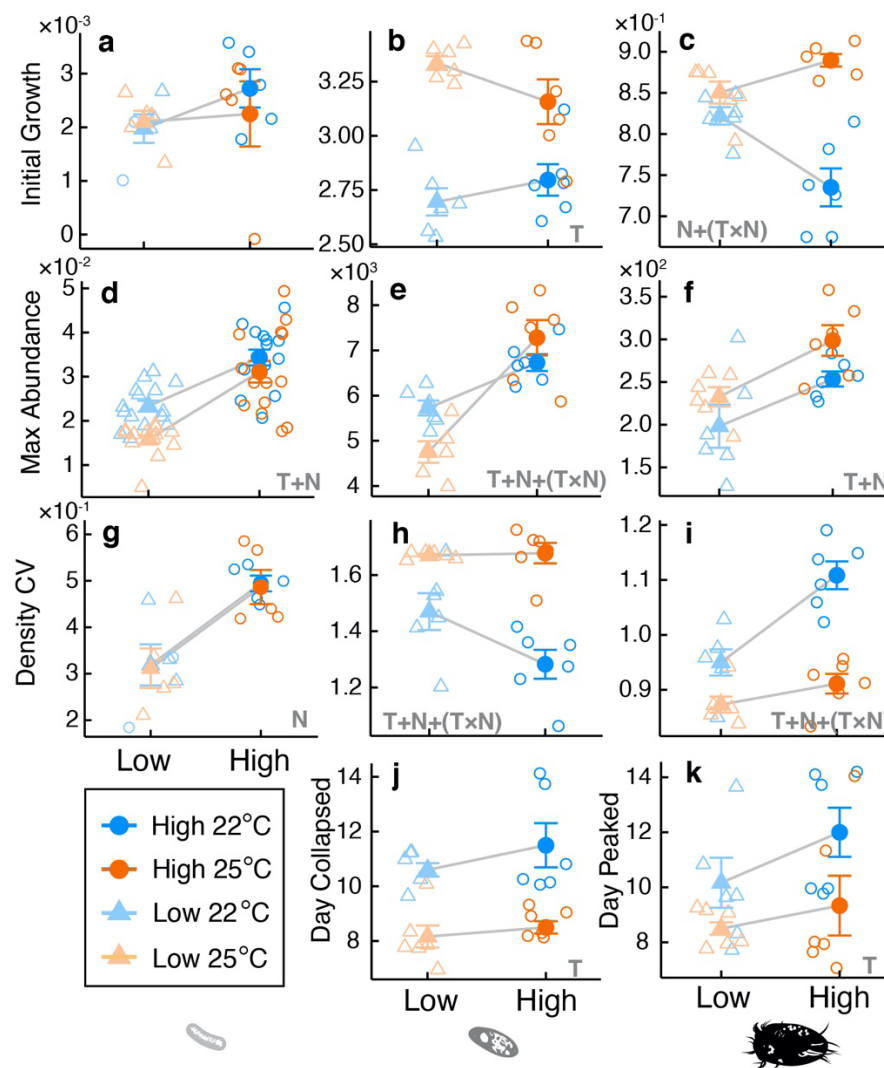 ×10⁻³
a
3
2
1
0
Initial Growth
b
3.25
3.00
2.75
2.50
T
×10⁻¹
c
9.0
8.5
8.0
7.5
7.0
N+(T×N)
×10⁻²
d
5
4
3
2
1
Max Abundance
T+N
×10³
e
8
7
6
5
4
T+N+(T×N)
×10²
f
3.5
3.0
2.5
2.0
1.5
T+N
×10⁻¹
g
6
5
4
3
2
Density CV
N
Low
High
h
1.6
1.4
1.2
T+N+(T×N)
i
1.2
1.1
1.0
0.9
T+N+(T×N)
High 22°C
High 25°C
Low 22°C
Low 25°C
j
14
12
10
8
Day Collapsed
T
Low
High
k
14
12
10
8
Day Peaked
T
Low
High